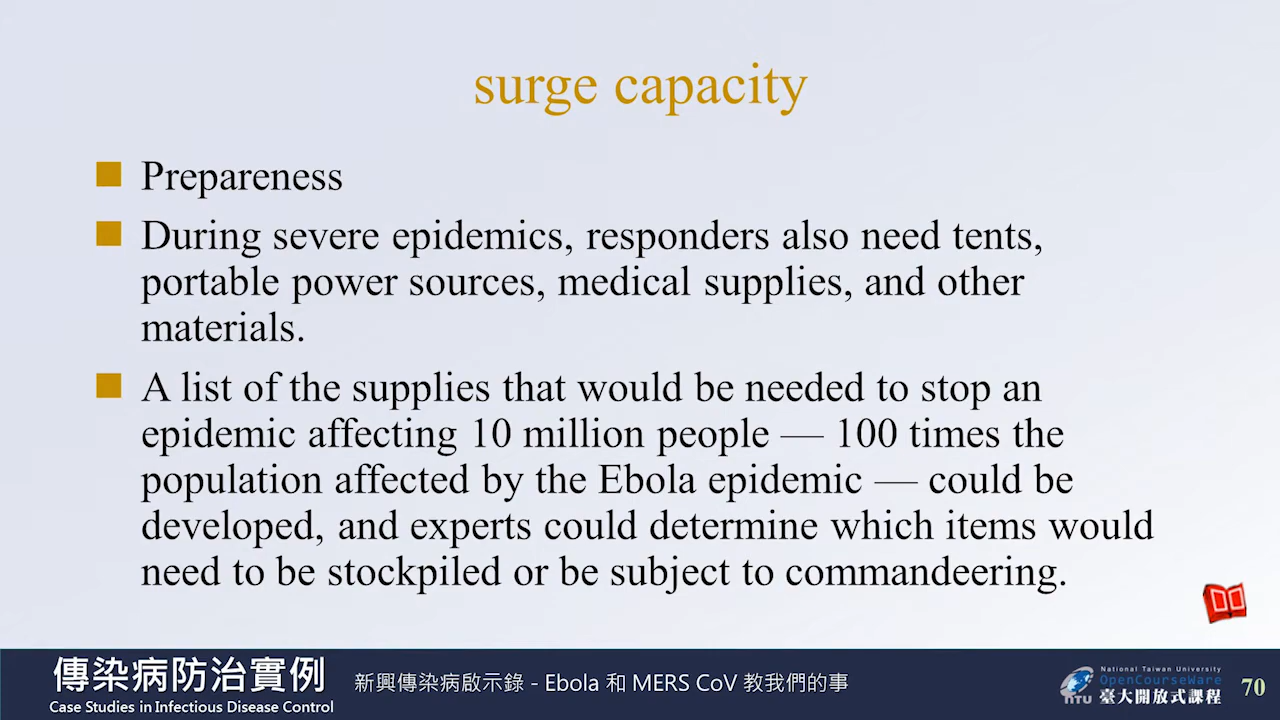 surge capacity
Prepareness
During severe epidemics, responders also need tents,
portable power sources, medical supplies, and other
materials.
A list of the supplies that would be needed to stop an
epidemic affecting 10 million people — 100 times the
population affected by the Ebola epidemic — could be
developed, and experts could determine which items would
need to be stockpiled or be subject to commandeering.
傳染病防治實例
Case Studies in Infectious Disease Control
新興傳染病啟示錄 - Ebola 和 MERS CoV 教我們的事
National Taiwan University
OpenCourseWare
NTU 臺大開放式課程
70